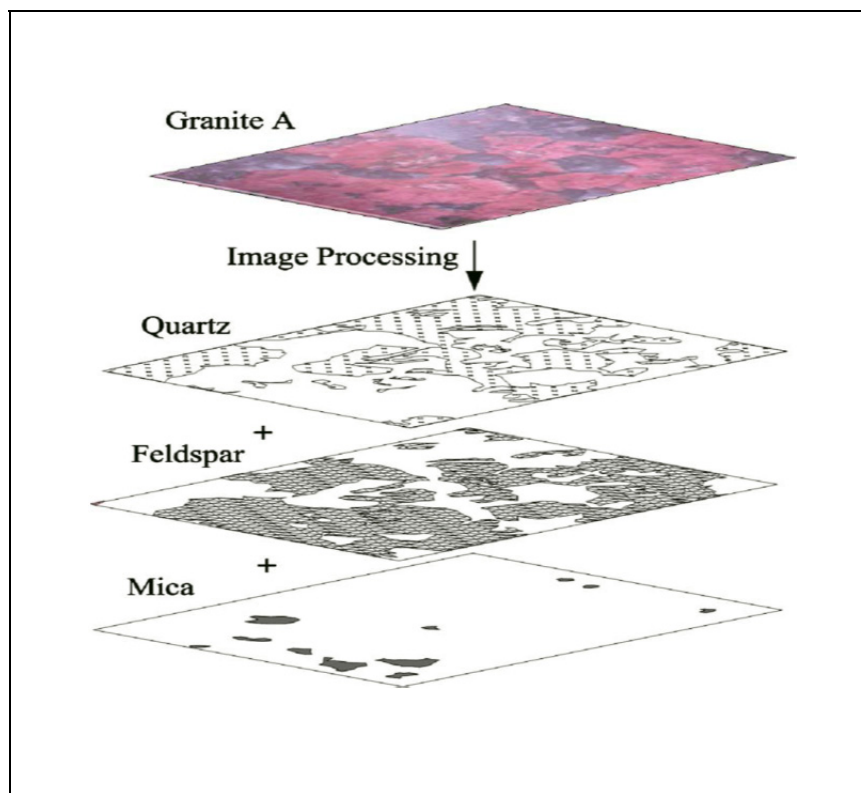 Granite A
Image Processing
Quartz
+
Feldspar
+
Mica